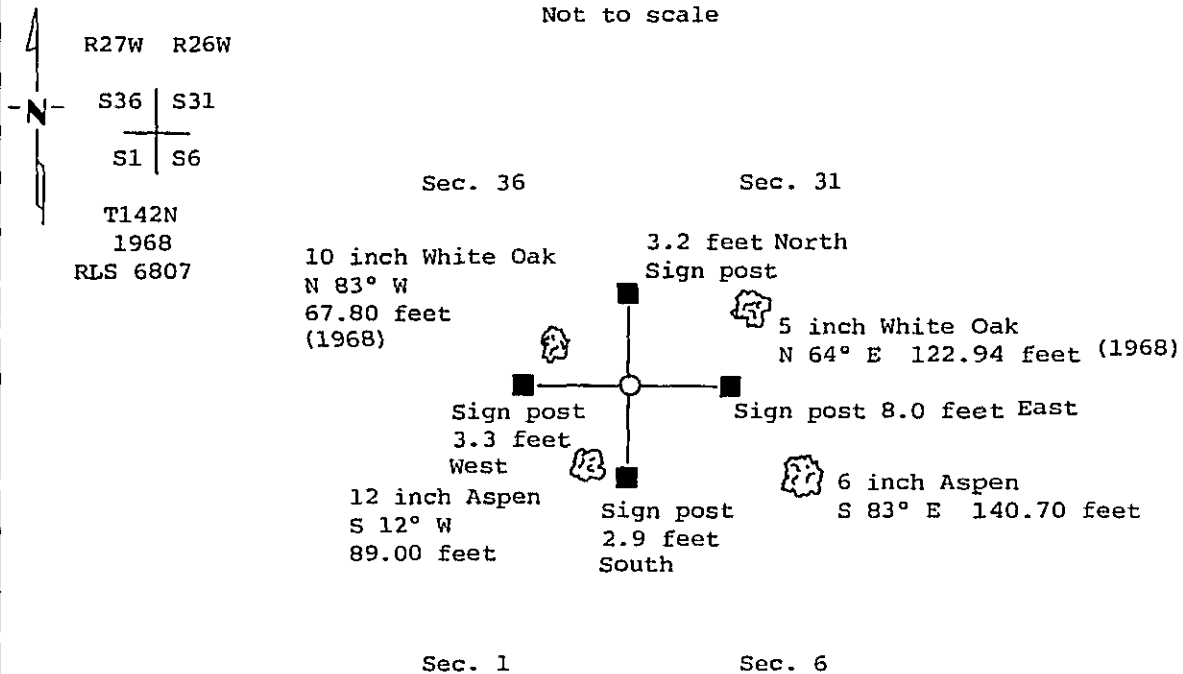 Not to scale
R27W R26W
N
S36 S31
S1 S6
T142N
1968
RLS 6807
Sec. 36 Sec. 31
10 inch White Oak
N 83° W
67.80 feet
(1968)
3.2 feet North
Sign post
5 inch White Oak
N 64° E 122.94 feet (1968)
Sign post
3.3 feet
West
Sign post 8.0 feet East
12 inch Aspen
S 12° W
89.00 feet
Sign post
2.9 feet
South
6 inch Aspen
S 83° E 140.70 feet
Sec. 1 Sec. 6